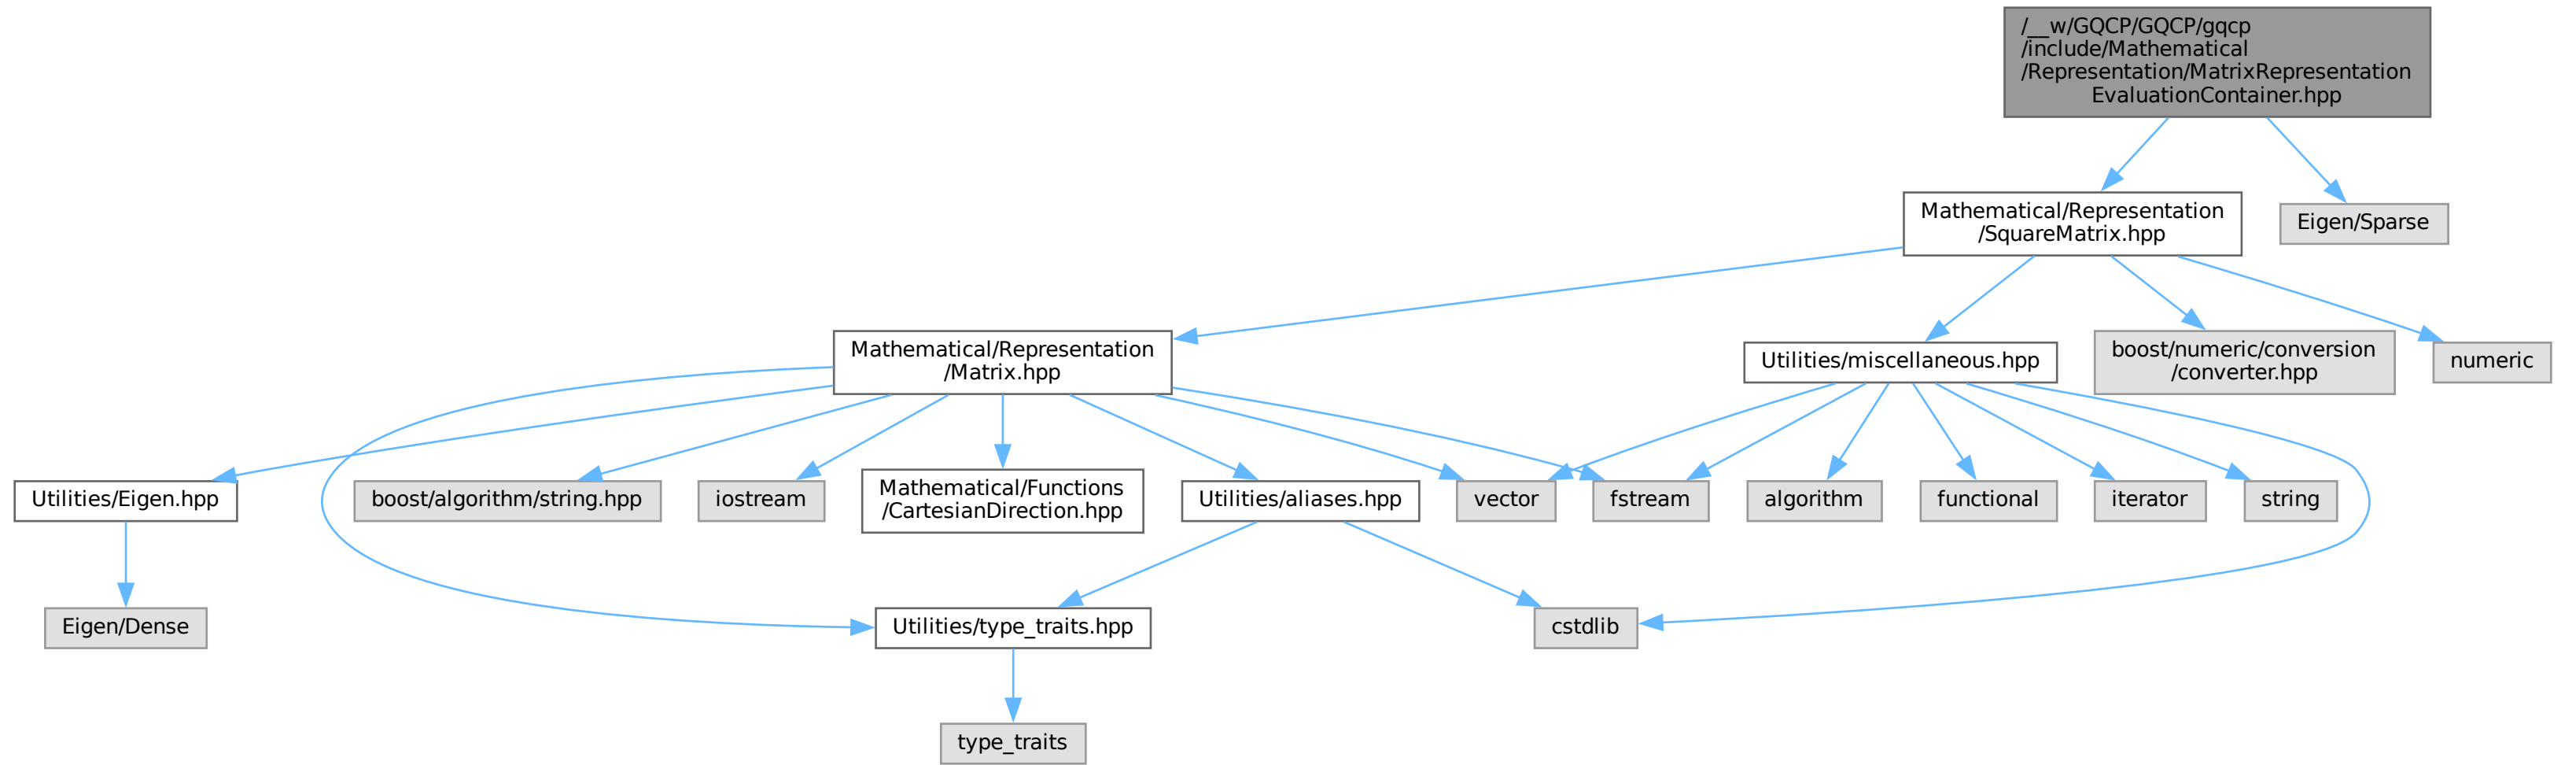 /__w/GQCP/GQCP/gqcp
/include/Mathematical
/Representation/MatrixRepresentation
EvaluationContainer.hpp
Mathematical/Representation
/SquareMatrix.hpp
Eigen/Sparse
Mathematical/Representation
/Matrix.hpp
Utilities/miscellaneous.hpp
boost/numeric/conversion
/converter.hpp
numeric
Utilities/Eigen.hpp
boost/algorithm/string.hpp
iostream
Mathematical/Functions
/CartesianDirection.hpp
Utilities/aliases.hpp
vector
fstream
algorithm
functional
iterator
string
Eigen/Dense
Utilities/type_traits.hpp
cstdlib
type_traits